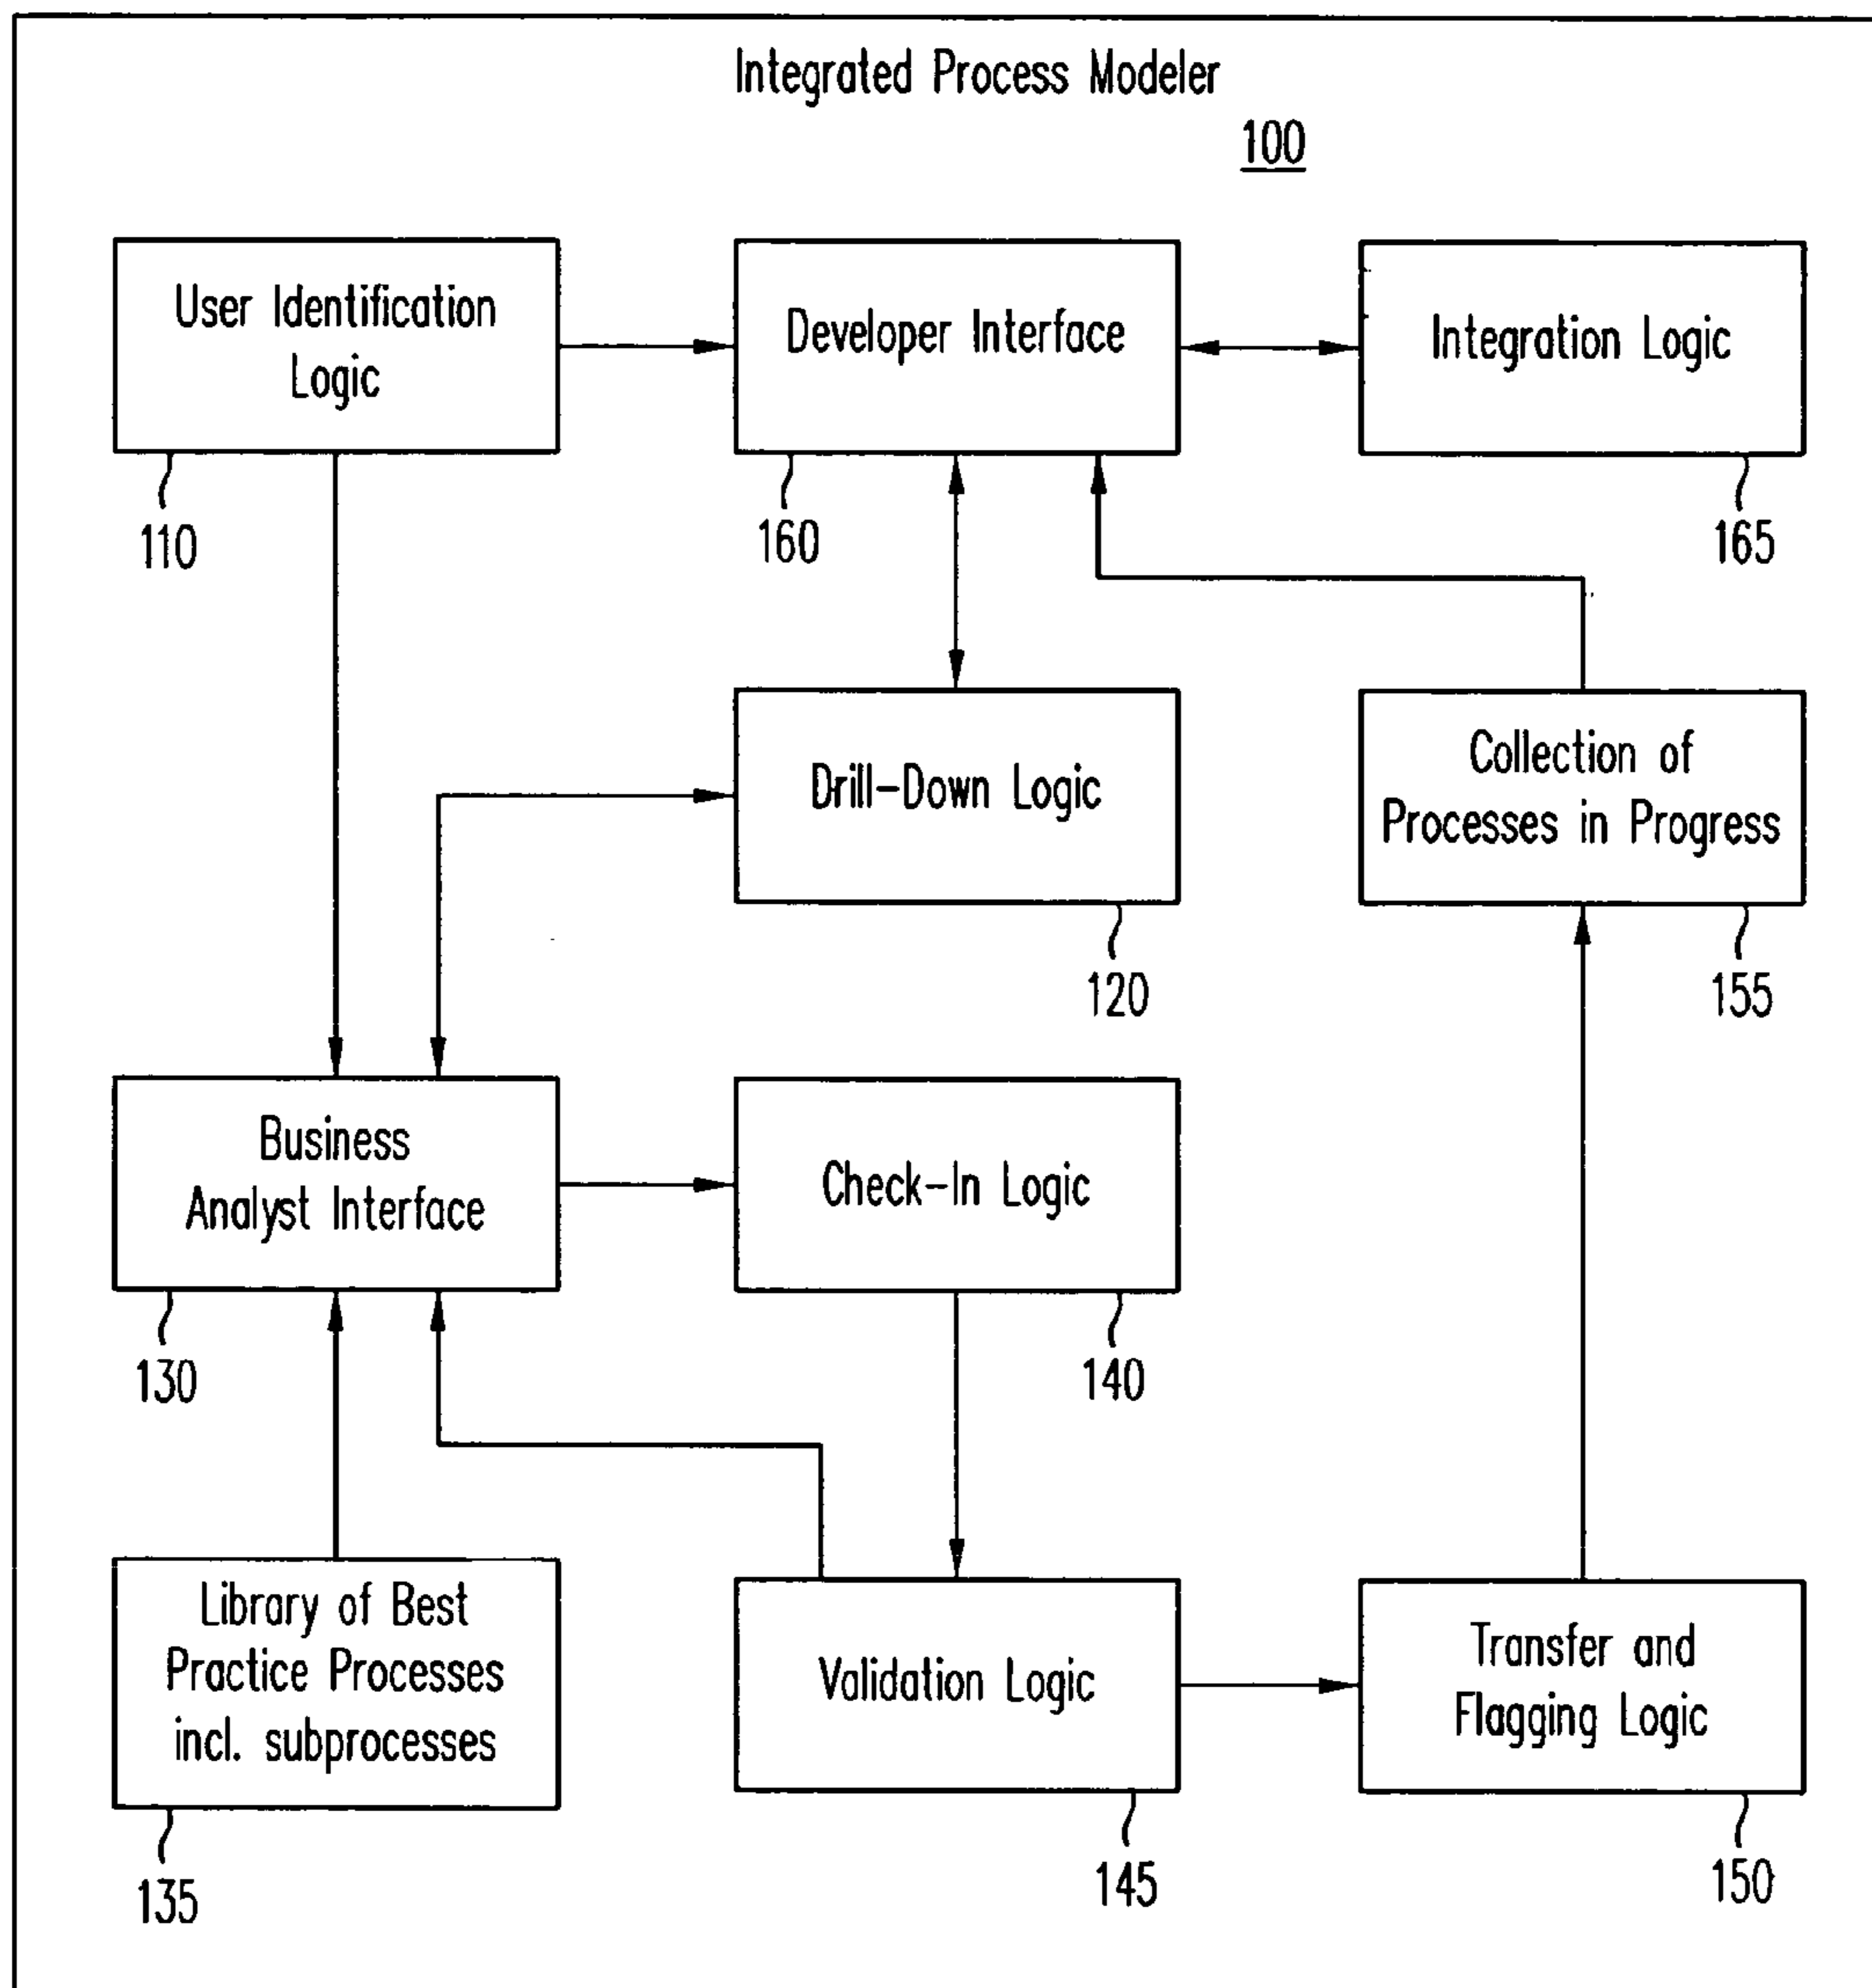 Integrated Process Modeler
100
User Identification
Logic
110
Developer Interface
160
Integration Logic
165
Drill-Down Logic
120
Collection of
Processes in Progress
155
Business
Analyst Interface
130
Check-In Logic
140
Library of Best
Practice Processes
incl. subprocesses
135
Validation Logic
145
Transfer and
Flagging Logic
150